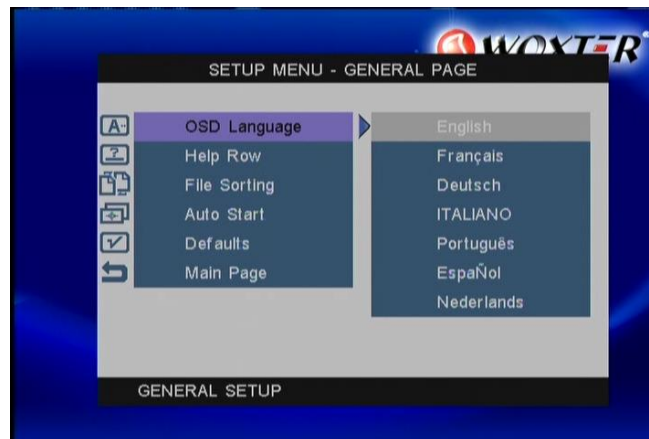 WOXTER
SETUP MENU - GENERAL PAGE
OSD Language
Help Row
File Sorting
Auto Start
Defaults
Main Page
English
Français
Deutsch
ITALIANO
Português
EspaÑol
Nederlands
GENERAL SETUP